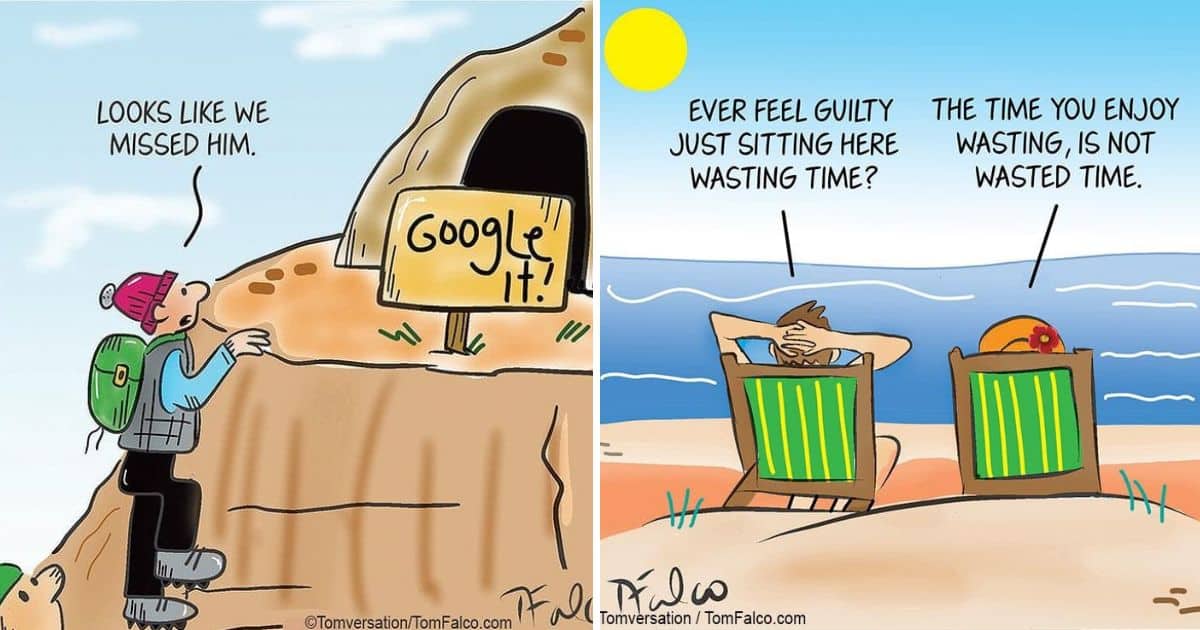 LOOKS LIKE WE
MISSED HIM.
GOOGLE
It!
TFalc
©Tomversation/TomFalco.com
EVER FEEL GUILTY
JUST SITTING HERE
WASTING TIME?
THE TIME YOU ENJOY
WASTING, IS NOT
WASTED TIME.
TFalco
Tomversation / TomFalco.com